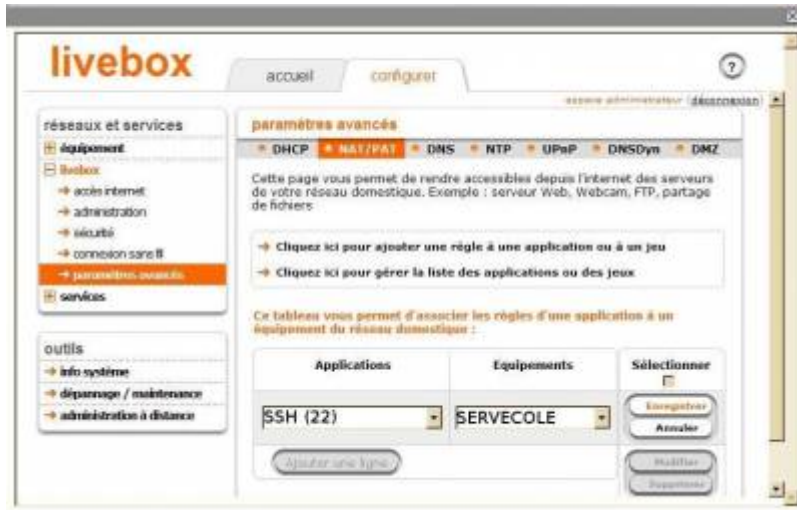 livebox
accueil
configurer
?
espace administrateur (déconnexion)
réseaux et services
équipement
livebox
accès internet
administration
sécurité
connexion sans fil
paramètres avancés
services
outils
info système
dépannage / maintenance
administration à distance
paramètres avancés
DHCP NAT/PAT DNS NTP UPnP DNSDyn DMZ
Cette page vous permet de rendre accessibles depuis l'internet des serveurs
de votre réseau domestique. Exemple : serveur Web, Webcam, FTP, partage
de fichiers
Cliquez ici pour ajouter une règle à une application ou à un jeu
Cliquez ici pour gérer la liste des applications ou des jeux
Ce tableau vous permet d'associer les règles d'une application à un
équipement du réseau domestique :
Applications Equipements Sélectionner
SSH (22) SERVECOLE Enregistrer
Annuler
Ajouter une ligne Modifier
Supprimer